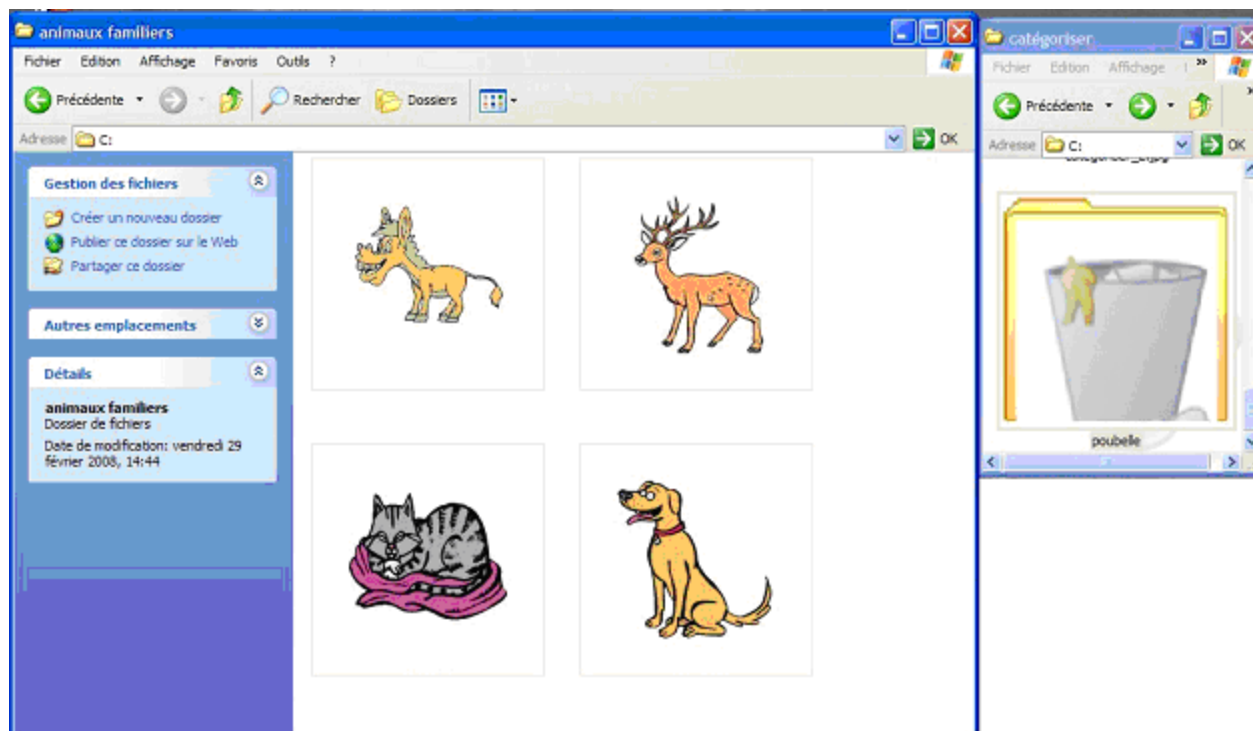 animaux familiers
Fichier Edition Affichage Favoris Outils ?
Précédente Rechercher Dossiers
Adresse C: OK
Gestion des fichiers
Créer un nouveau dossier
Publier ce dossier sur le Web
Partager ce dossier
Autres emplacements
Détails
animaux familiers
Dossier de fichiers
Date de modification: vendredi 29
février 2008, 14:44
catégoriser
Fichier Edition Affichage
Précédente
Adresse C: OK
poubelle